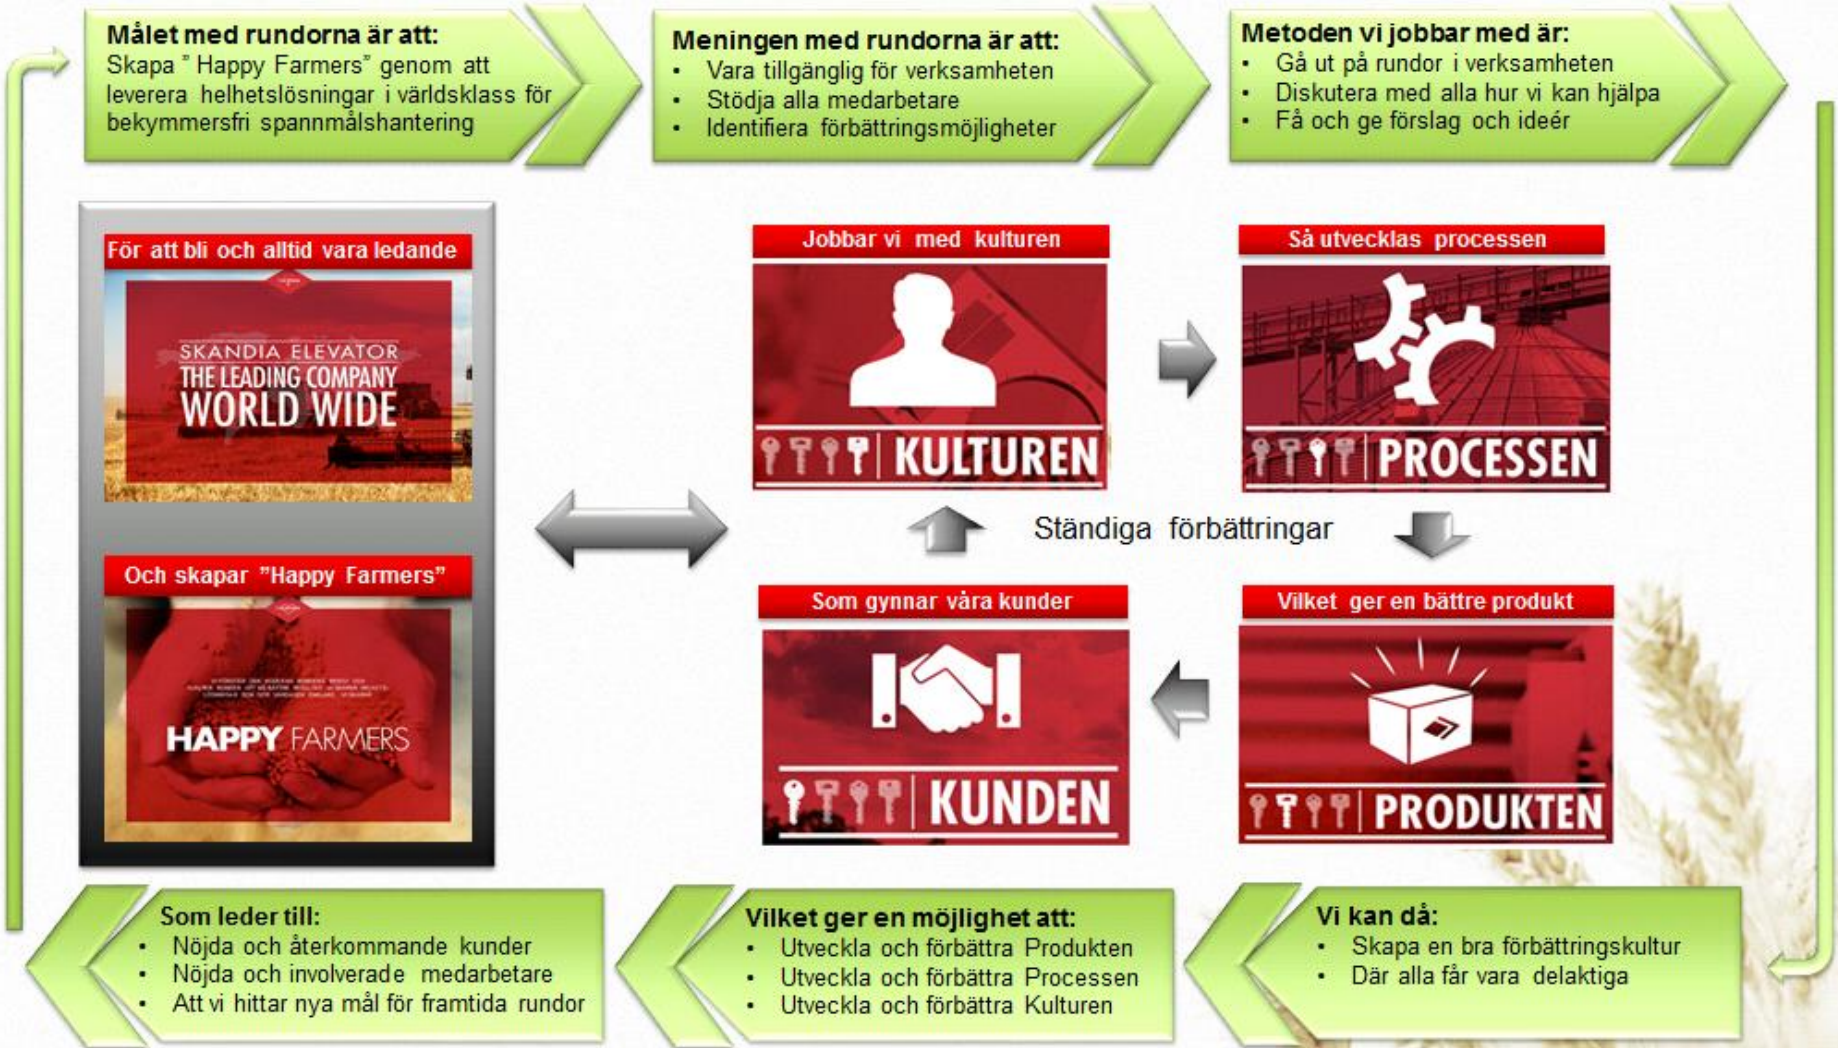 Målet med rundorna är att:
Skapa " Happy Farmers" genom att
leverera helhetslösningar i världsklass för
bekymmersfri spannmålshantering
Meningen med rundorna är att:
• Vara tillgänglig för verksamheten
• Stödja alla medarbetare
• Identifiera förbättringsmöjligheter
Metoden vi jobbar med är:
• Gå ut på rundor i verksamheten
• Diskutera med alla hur vi kan hjälpa
• Få och ge förslag och ideér
För att bli och alltid vara ledande
SKANDIA ELEVATOR
THE LEADING COMPANY
WORLD WIDE
Och skapar "Happy Farmers"
HAPPY FARMERS
Jobbar vi med kulturen
KULTUREN
Så utvecklas processen
PROCESSEN
Ständiga förbättringar
Som gynnar våra kunder
KUNDEN
Vilket ger en bättre produkt
PRODUKTEN
Som leder till:
• Nöjda och återkommande kunder
• Nöjda och involverade medarbetare
• Att vi hittar nya mål för framtida rundor
Vilket ger en möjlighet att:
• Utveckla och förbättra Produkten
• Utveckla och förbättra Processen
• Utveckla och förbättra Kulturen
Vi kan då:
• Skapa en bra förbättringskultur
• Där alla får vara delaktiga